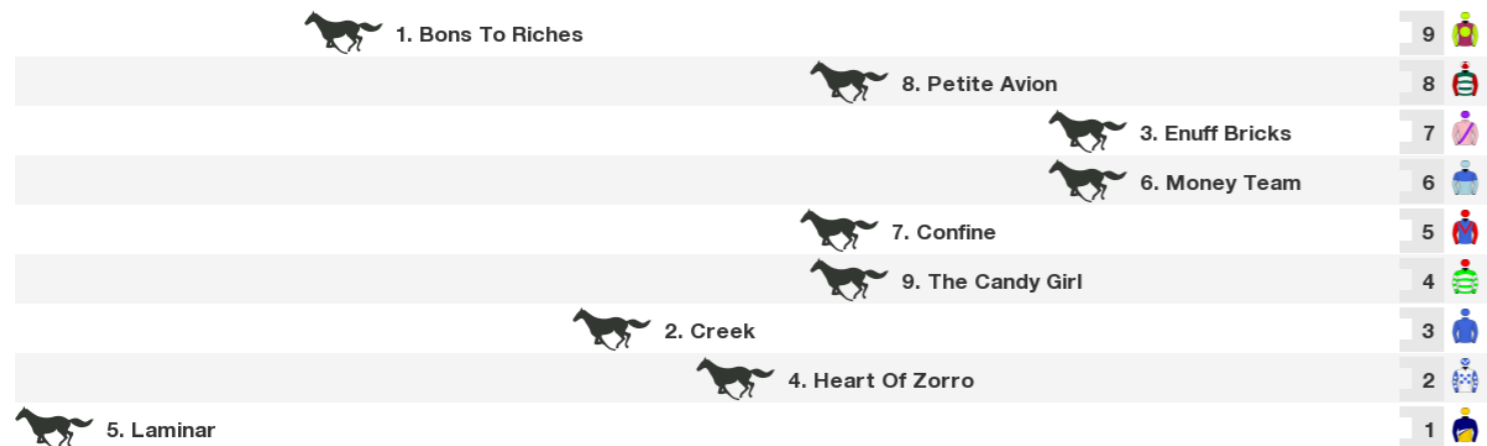 1. Bons To Riches 9
8. Petite Avion 8
3. Enuff Bricks 7
6. Money Team 6
7. Confine 5
9. The Candy Girl 4
2. Creek 3
4. Heart Of Zorro 2
5. Laminar 1